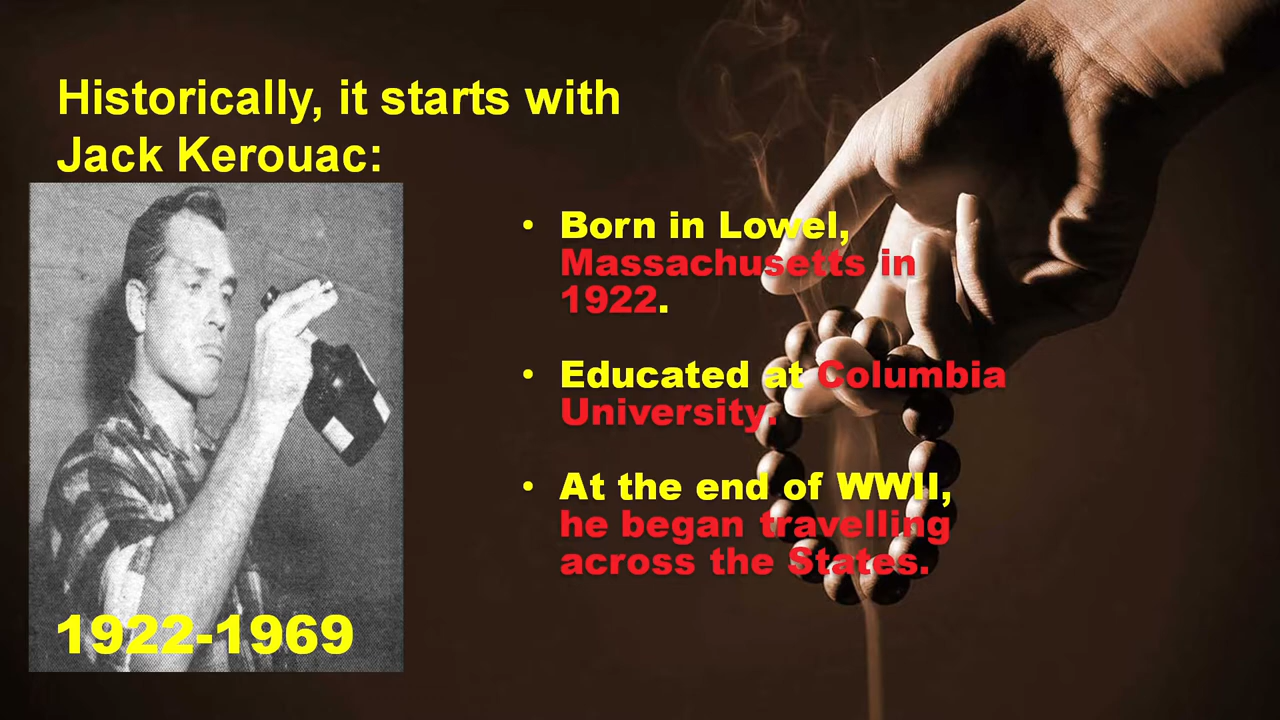 Historically, it starts with
Jack Kerouac:
1922-1969
• Born in Lowel,
Massachusetts in
1922.
• Educated at Columbia
University.
• At the end of WWII,
he began travelling
across the States.